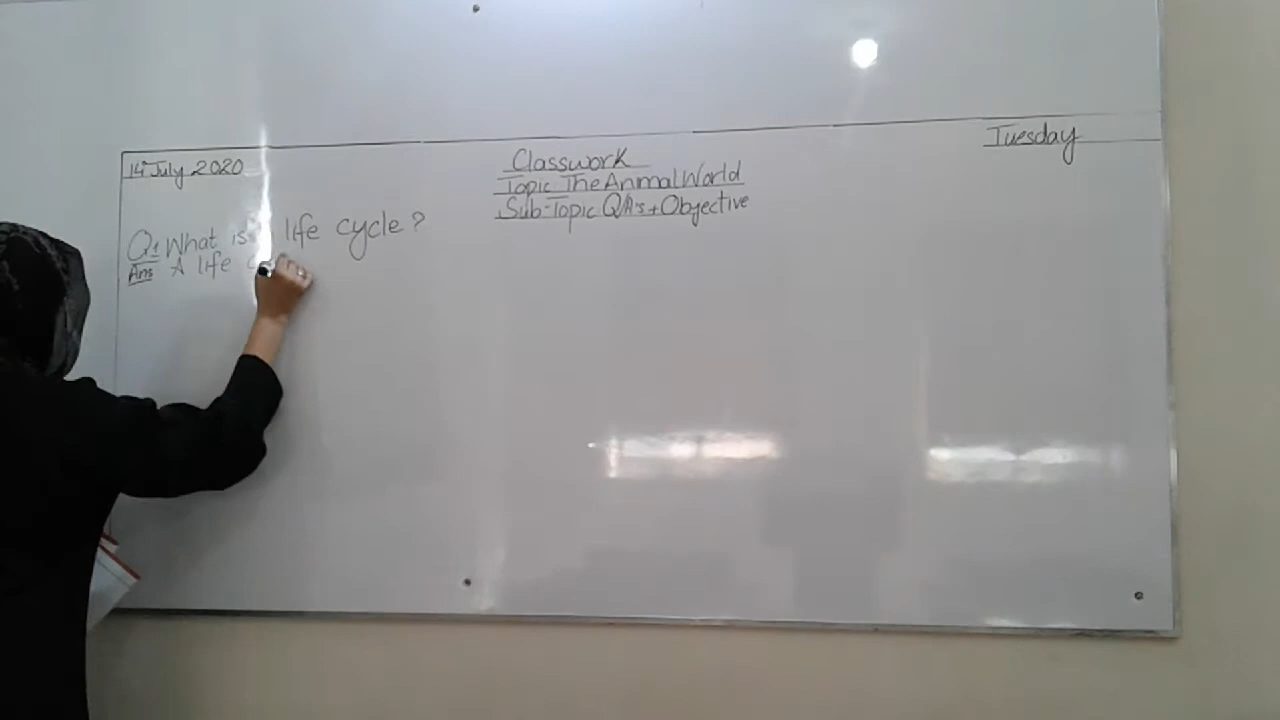 14 July 2020
Classwork
Tuesday
Topic The Animal World
Sub-Topic QA's + Objective
Q1 What is a life cycle?
Ans A life